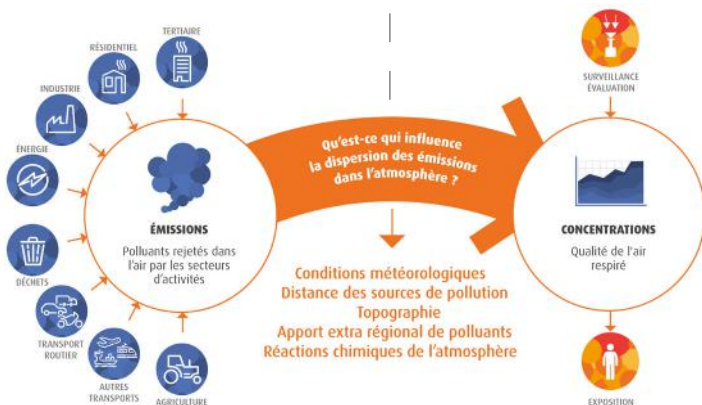 TERTIAIRE
RÉSIDENTIEL
INDUSTRIE
ÉNERGIE
DÉCHETS
TRANSPORT
ROUTIER
AUTRES
TRANSPORTS
AGRICULTURE
ÉMISSIONS
Polluants rejetés dans
l'air par les secteurs
d'activités
Qu'est-ce qui influence
la dispersion des émissions
dans l'atmosphère ?
Conditions météorologiques
Distance des sources de pollution
Topographie
Apport extra régional de polluants
Réactions chimiques de l'atmosphère
SURVEILLANCE
ÉVALUATION
CONCENTRATIONS
Qualité de l'air
respiré
EXPOSITION